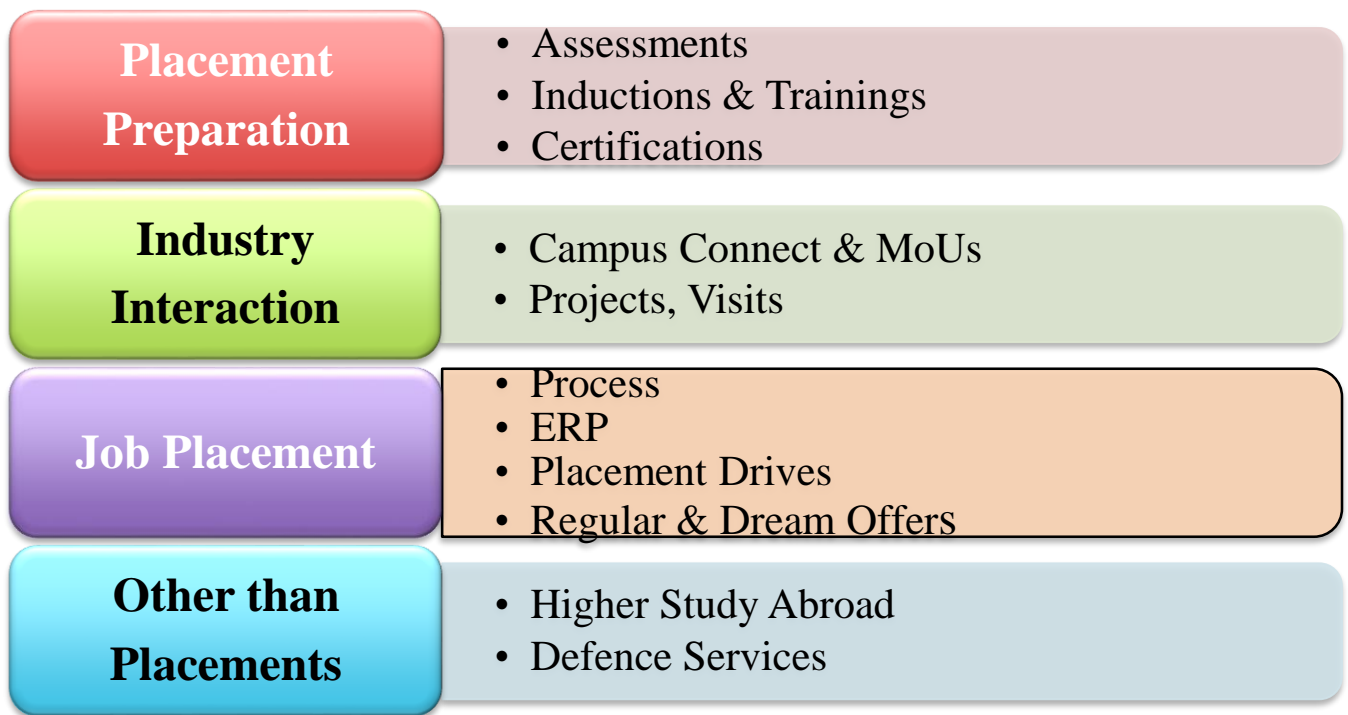 Placement
Preparation
• Assessments
• Inductions & Trainings
• Certifications
Industry
Interaction
• Campus Connect & MoUs
• Projects, Visits
Job Placement
• Process
• ERP
• Placement Drives
• Regular & Dream Offers
Other than
Placements
• Higher Study Abroad
• Defence Services